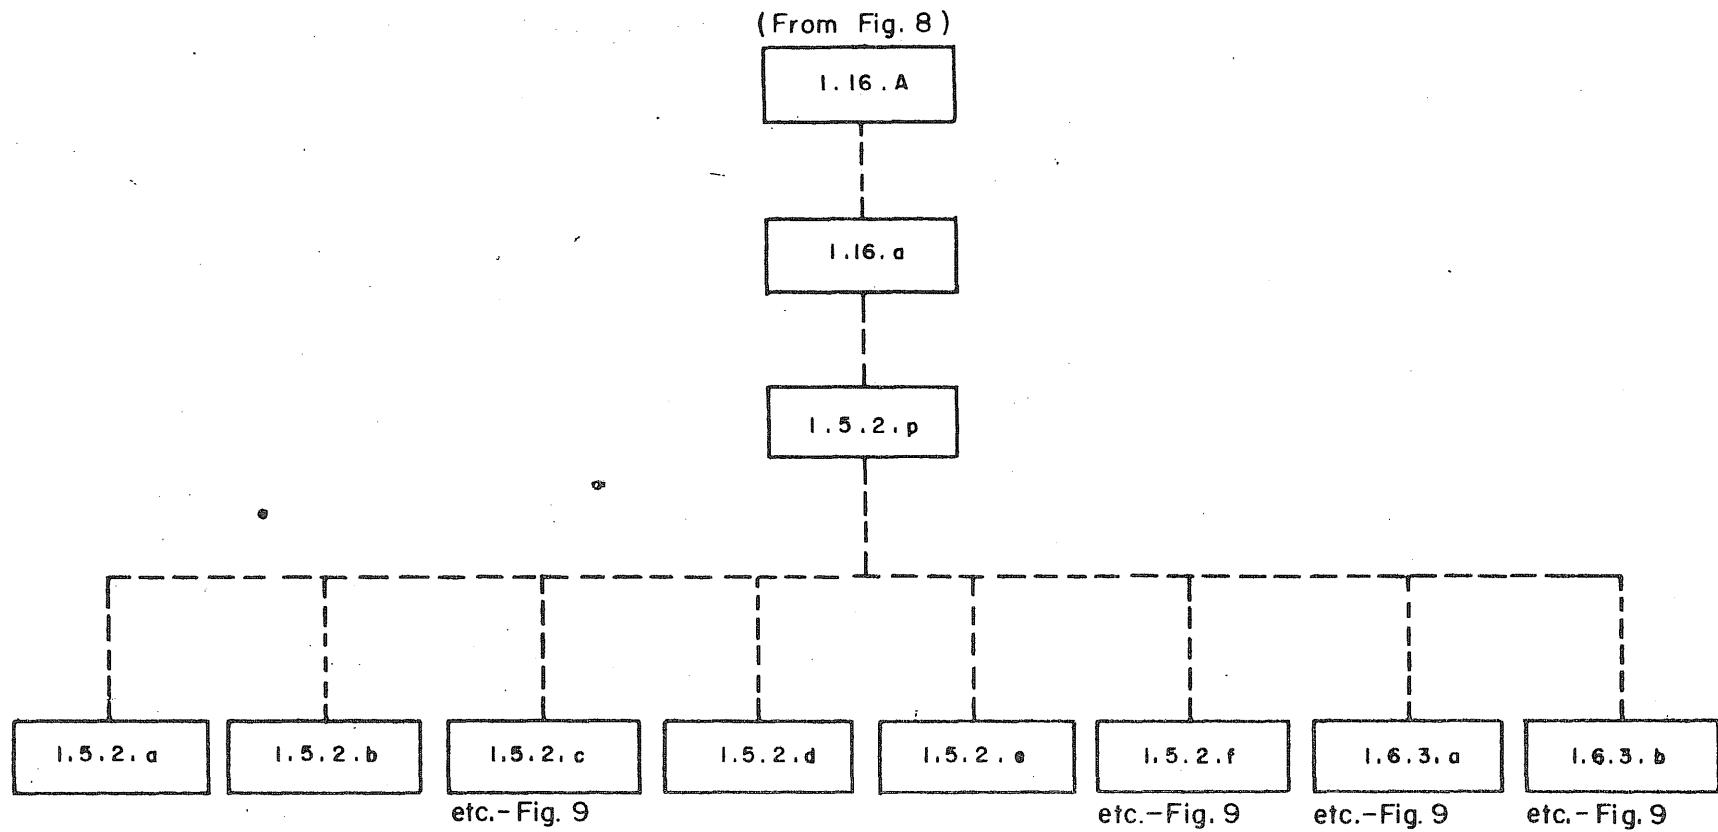 (From Fig. 8)
1.16.A
1.16.a
1.5.2.p
1.5.2.a
1.5.2.b
1.5.2.c
1.5.2.d
1.5.2.e
1.5.2.f
1.6.3.a
1.6.3.b
etc.-Fig. 9
etc.-Fig. 9
etc.-Fig. 9
etc.-Fig. 9